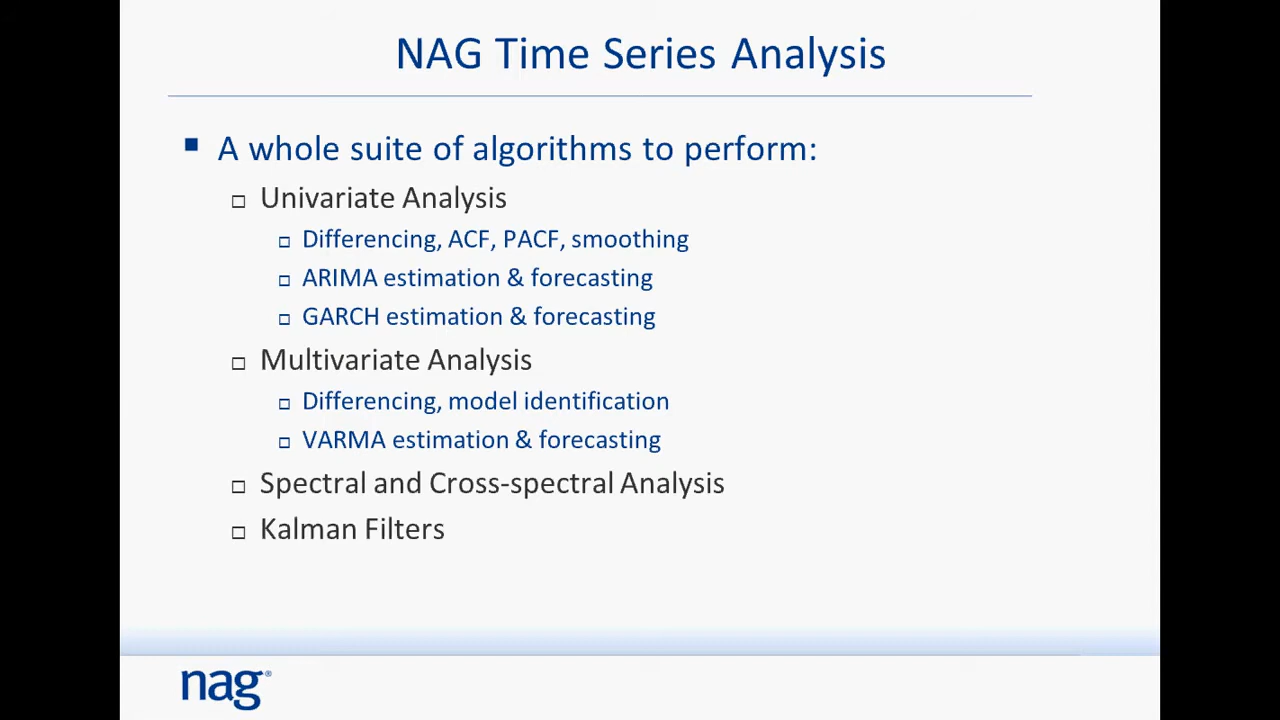 NAG Time Series Analysis
A whole suite of algorithms to perform:
Univariate Analysis
Differencing, ACF, PACF, smoothing
ARIMA estimation & forecasting
GARCH estimation & forecasting
Multivariate Analysis
Differencing, model identification
VARMA estimation & forecasting
Spectral and Cross-spectral Analysis
Kalman Filters
nag®